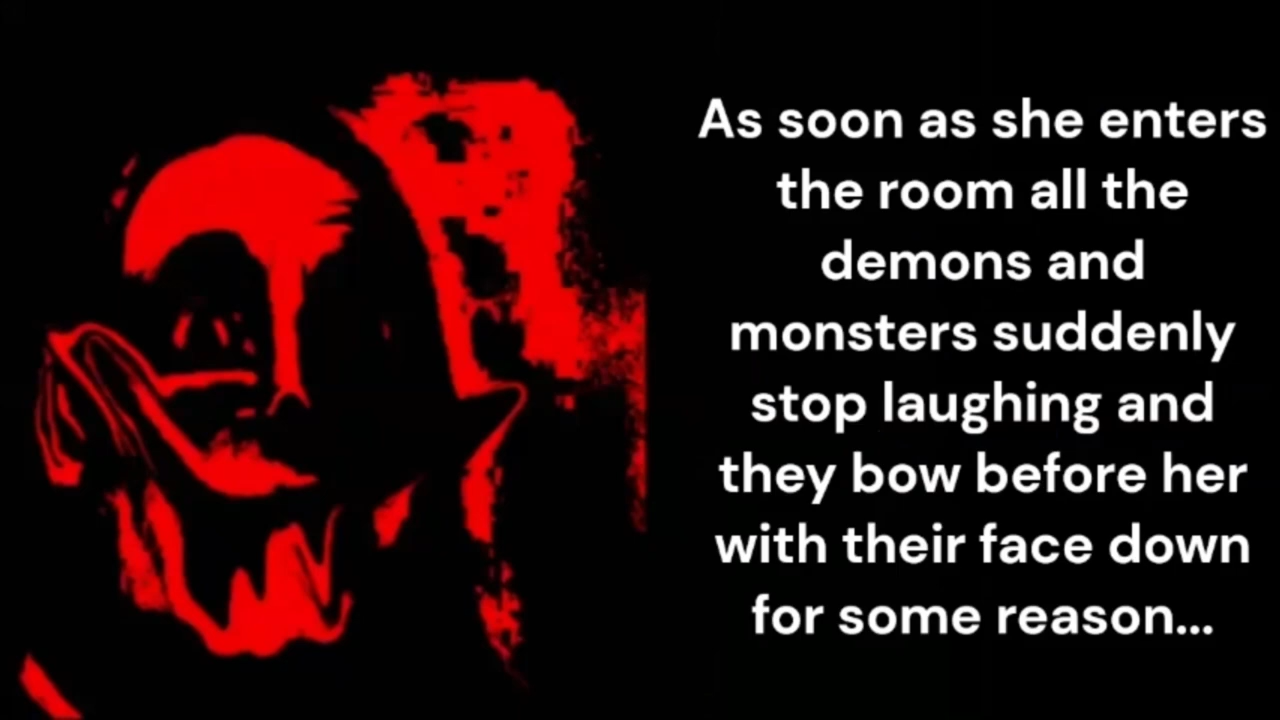 As soon as she enters
the room all the
demons and
monsters suddenly
stop laughing and
they bow before her
with their face down
for some reason...